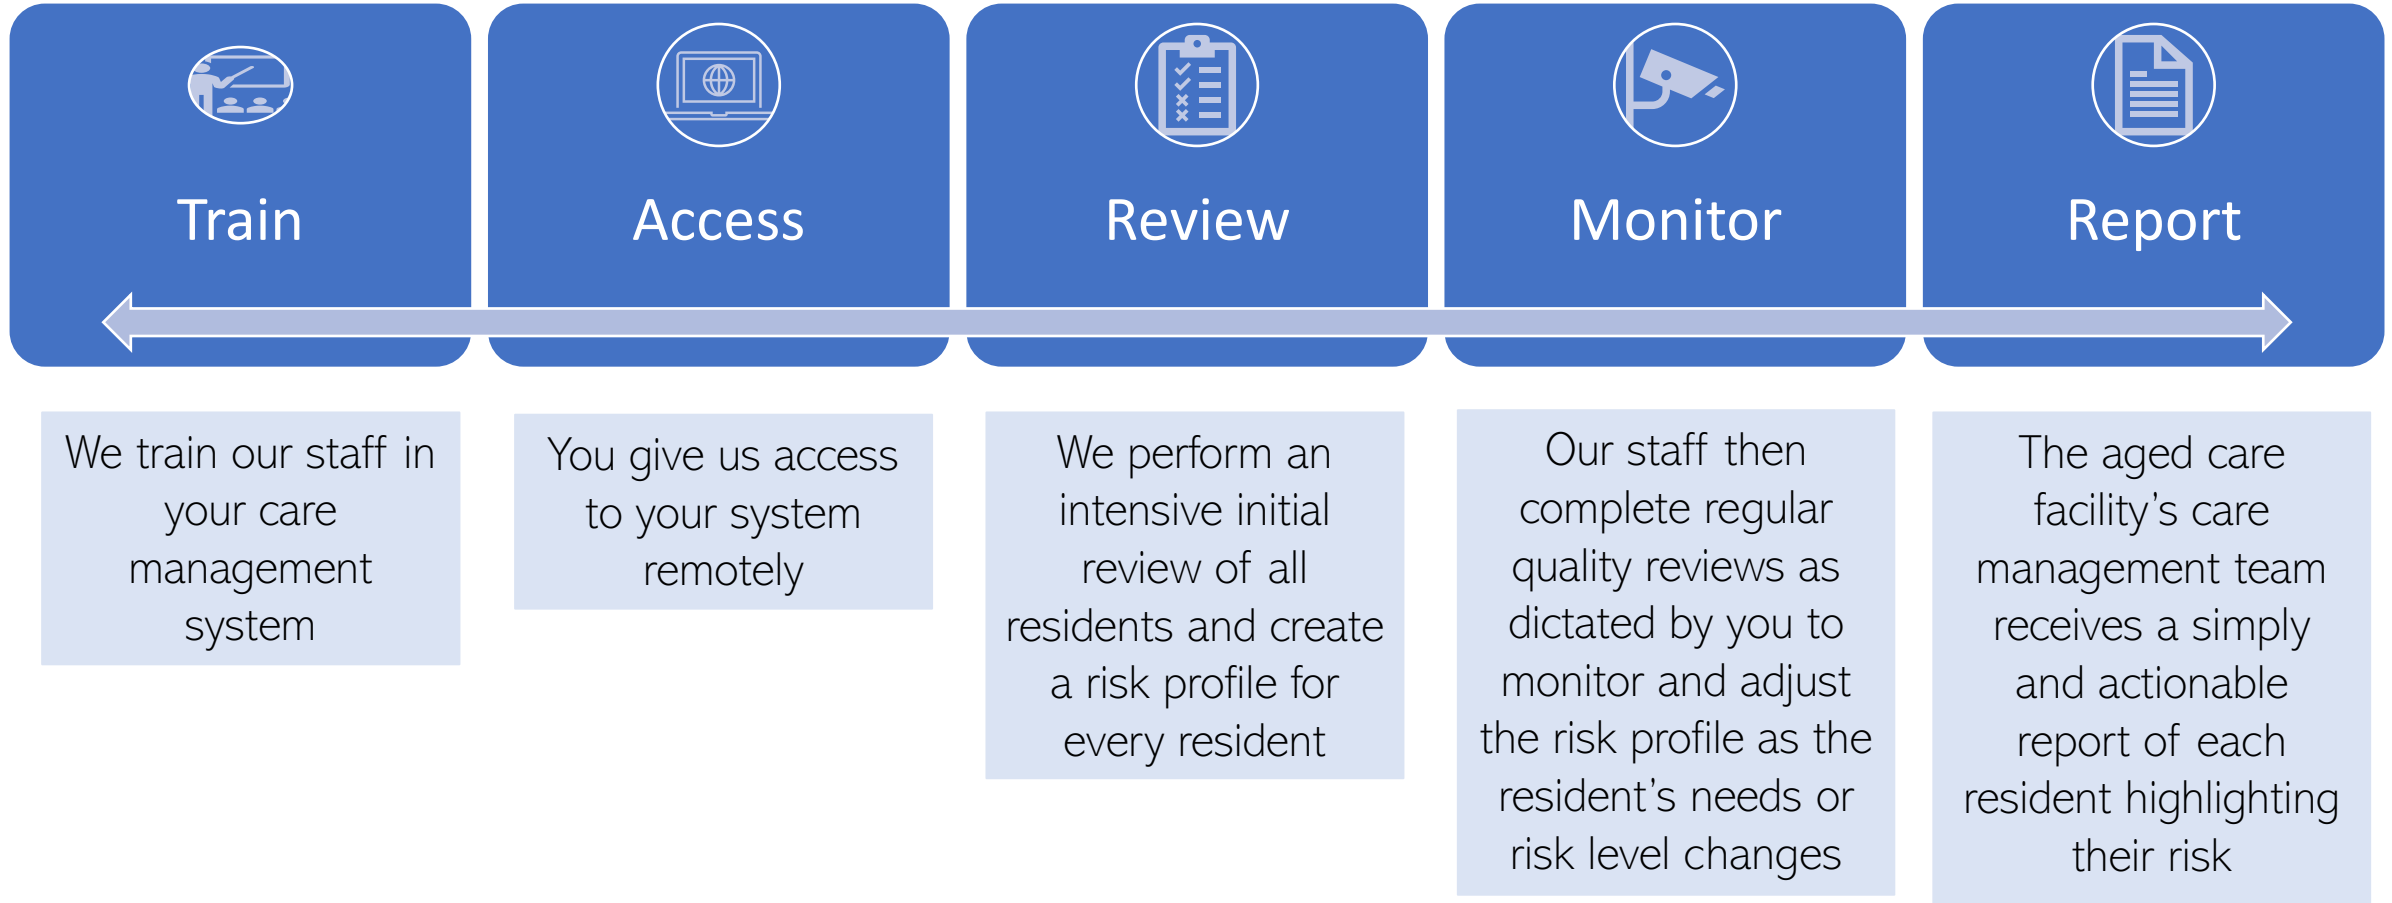 Train
Access
Review
Monitor
Report
We train our staff in
your care
management
system
You give us access
to your system
remotely
We perform an
intensive initial
review of all
residents and create
a risk profile for
every resident
Our staff then
complete regular
quality reviews as
dictated by you to
monitor and adjust
the risk profile as the
resident's needs or
risk level changes
The aged care
facility's care
management team
receives a simply
and actionable
report of each
resident highlighting
their risk